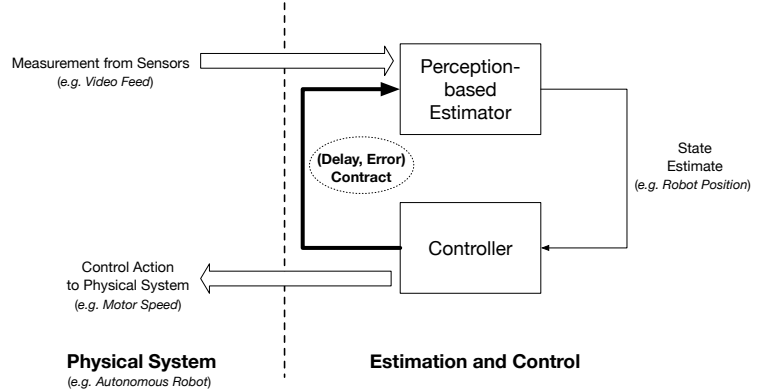 Measurement from Sensors
(e.g. Video Feed)
Perception-
based
Estimator
(Delay, Error)
Contract
State
Estimate
(e.g. Robot Position)
Controller
Control Action
to Physical System
(e.g. Motor Speed)
Physical System
(e.g. Autonomous Robot)
Estimation and Control